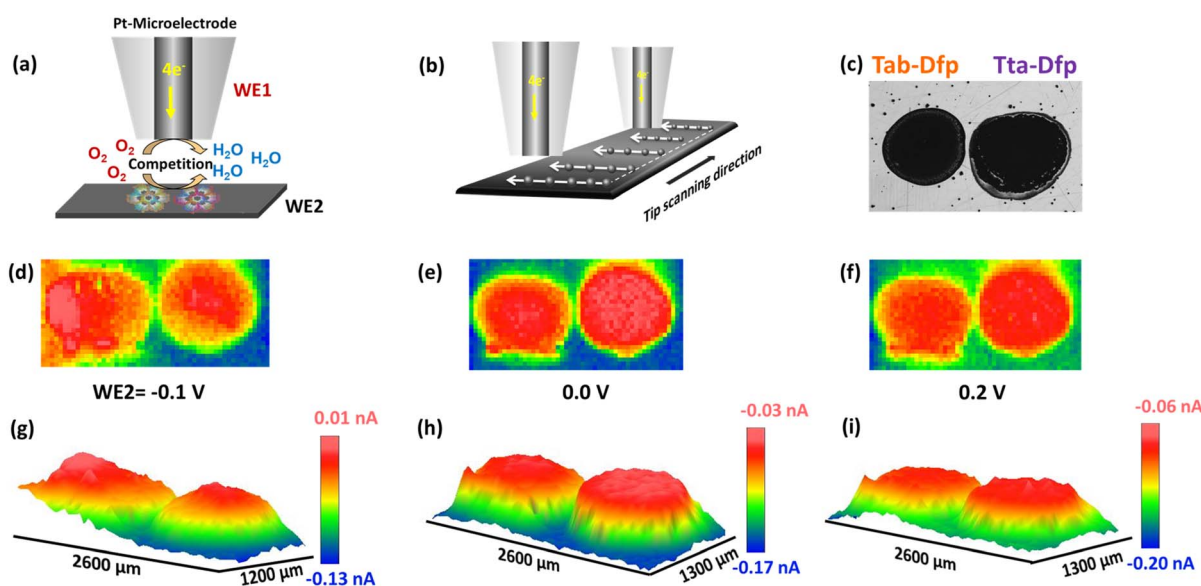 Pt-Microelectrode
(a)
4e⁻
WE1
O₂
O₂
O₂
O₂
Competition
H₂O
H₂O
H₂O
WE2
(b)
4e⁻
4e⁻
Tip scanning direction
(c)
Tab-Dfp
Tta-Dfp
(d)
WE2= -0.1 V
(e)
0.0 V
(f)
0.2 V
(g)
0.01 nA
-0.13 nA
2600 µm
1200 µm
(h)
-0.03 nA
-0.17 nA
2600 µm
1300 µm
(i)
-0.06 nA
-0.20 nA
2600 µm
1300 µm